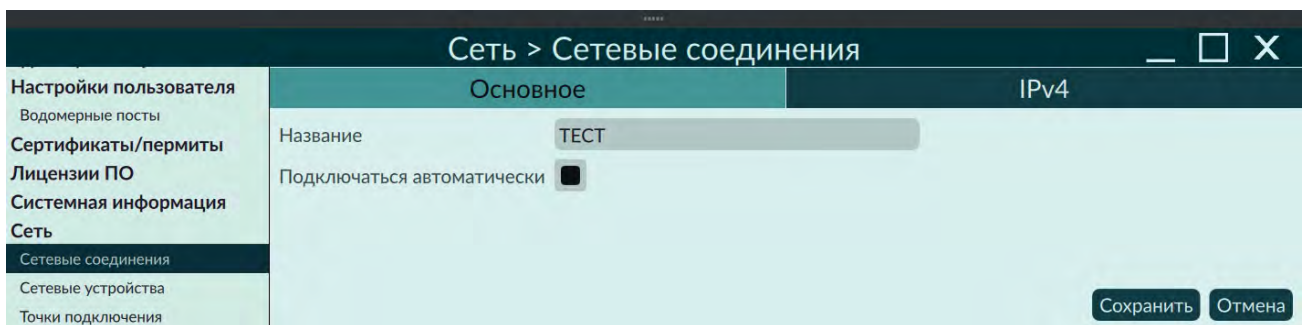 Сеть > Сетевые соединения
Настройки пользователя
Водомерные посты
Сертификаты/пермиты
Лицензии ПО
Системная информация
Сеть
Сетевые соединения
Сетевые устройства
Точки подключения
Основное
IPv4
Название
ТЕСТ
Подключаться автоматически
Сохранить
Отмена